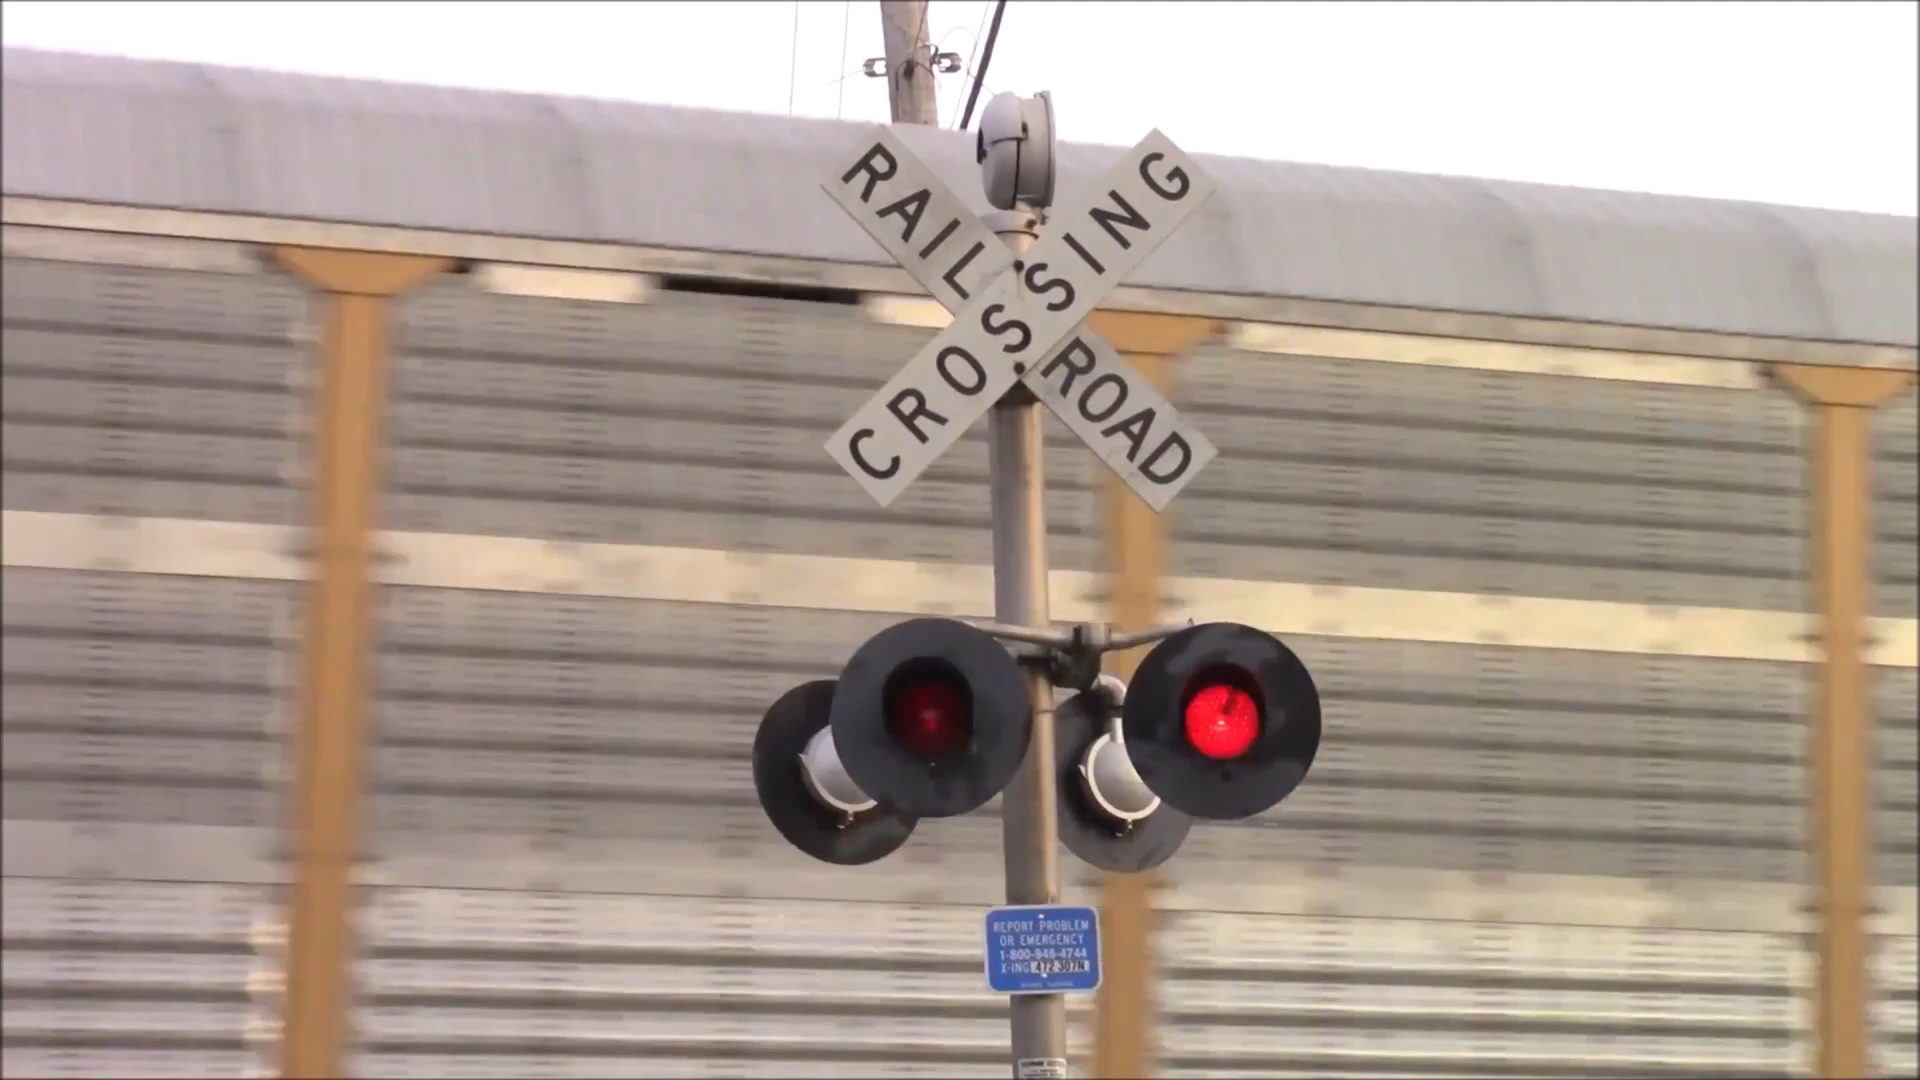 RAILROAD
CROSSING
REPORT PROBLEM
OR EMERGENCY
1-800-946-4744
X-ING 472 307N